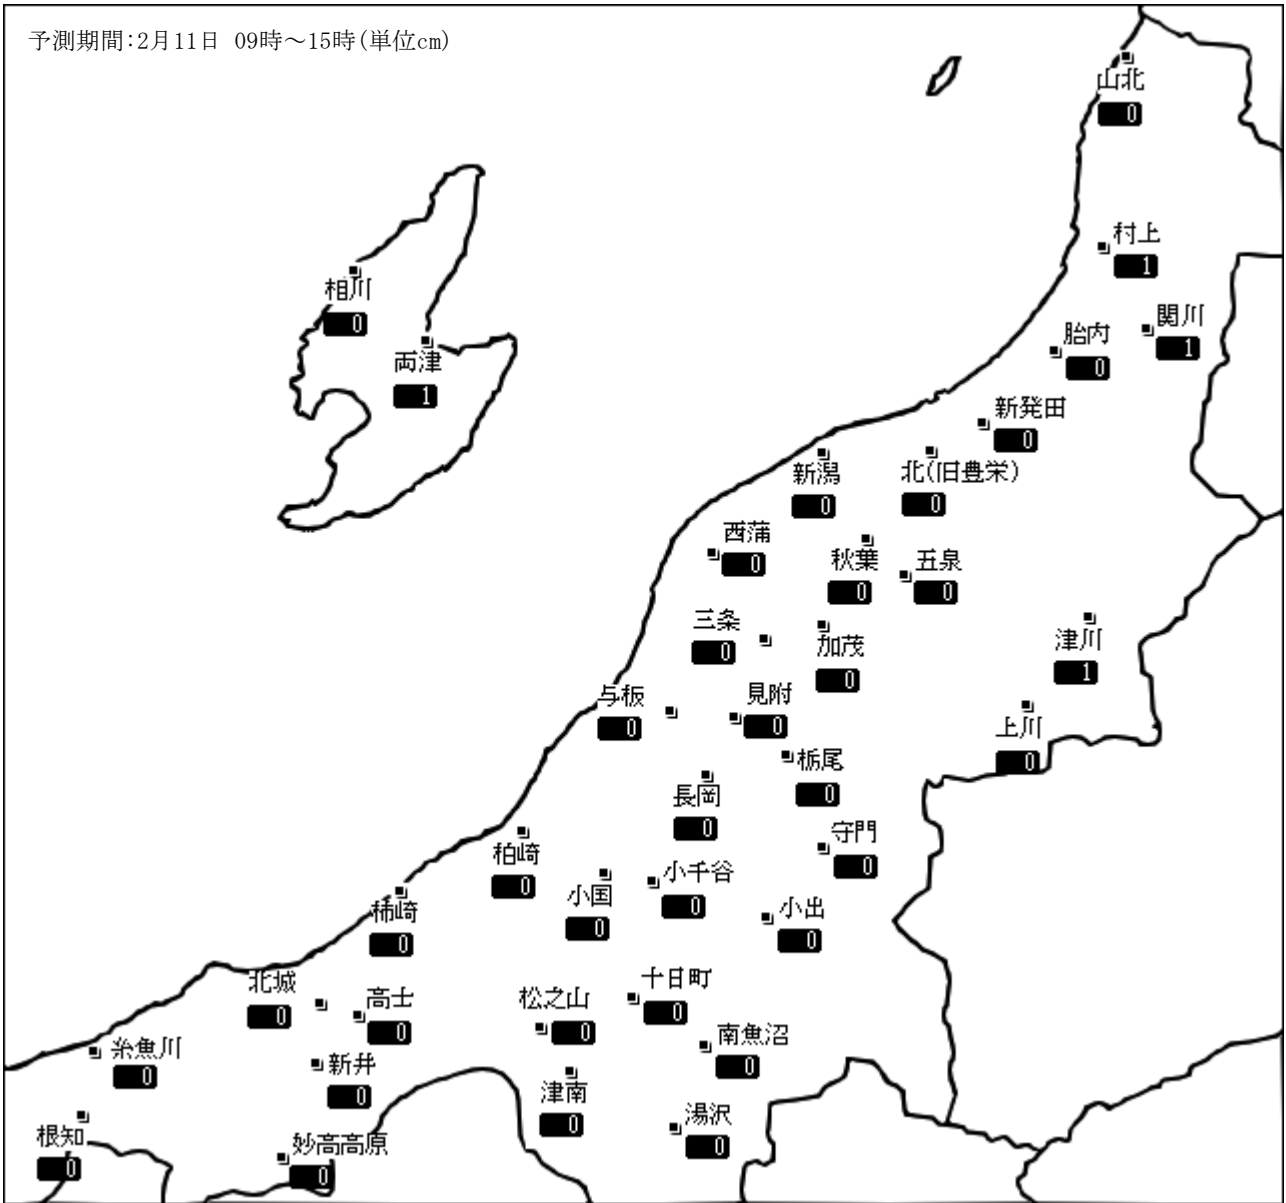 予測期間:2月11日 09時~15時(単位cm)
山北
0
村上
1
相川
0
関川
1
胎内
0
両津
1
新発田
0
新潟
0
北(旧豊栄)
0
西蒲
0
秋葉
0
五泉
0
三条
0
加茂
0
津川
1
与板
0
見附
0
上川
0
栃尾
0
長岡
0
守門
0
柏崎
0
小千谷
0
小国
0
小出
0
柿崎
0
北城
0
高士
0
松之山
0
十日町
0
南魚沼
0
糸魚川
0
新井
0
津南
0
湯沢
0
根知
0
妙高高原
0